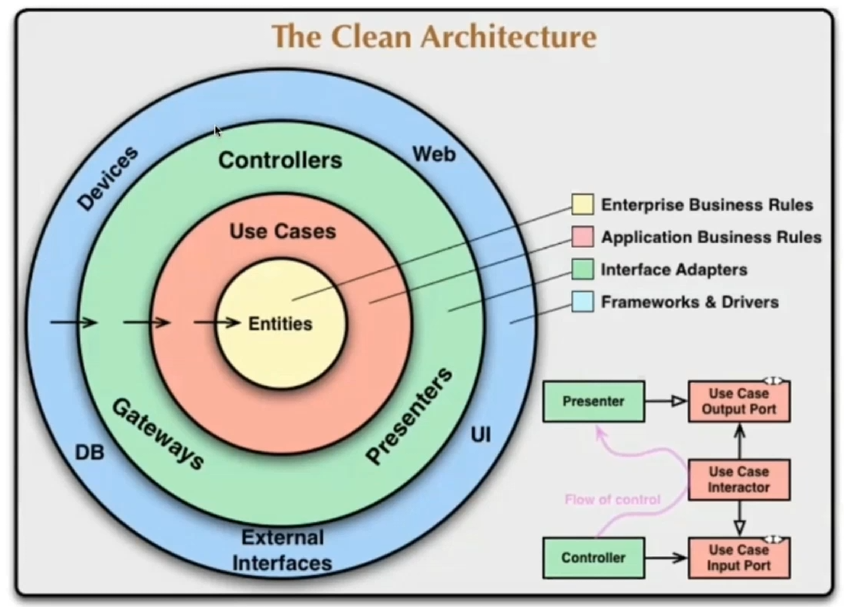 The Clean Architecture
Devices
Web
Controllers
Use Cases
Entities
Gateways
Presenters
DB
UI
External
Interfaces
Enterprise Business Rules
Application Business Rules
Interface Adapters
Frameworks & Drivers
Presenter
Use Case
Output Port
Use Case
Interactor
Flow of control
Controller
Use Case
Input Port